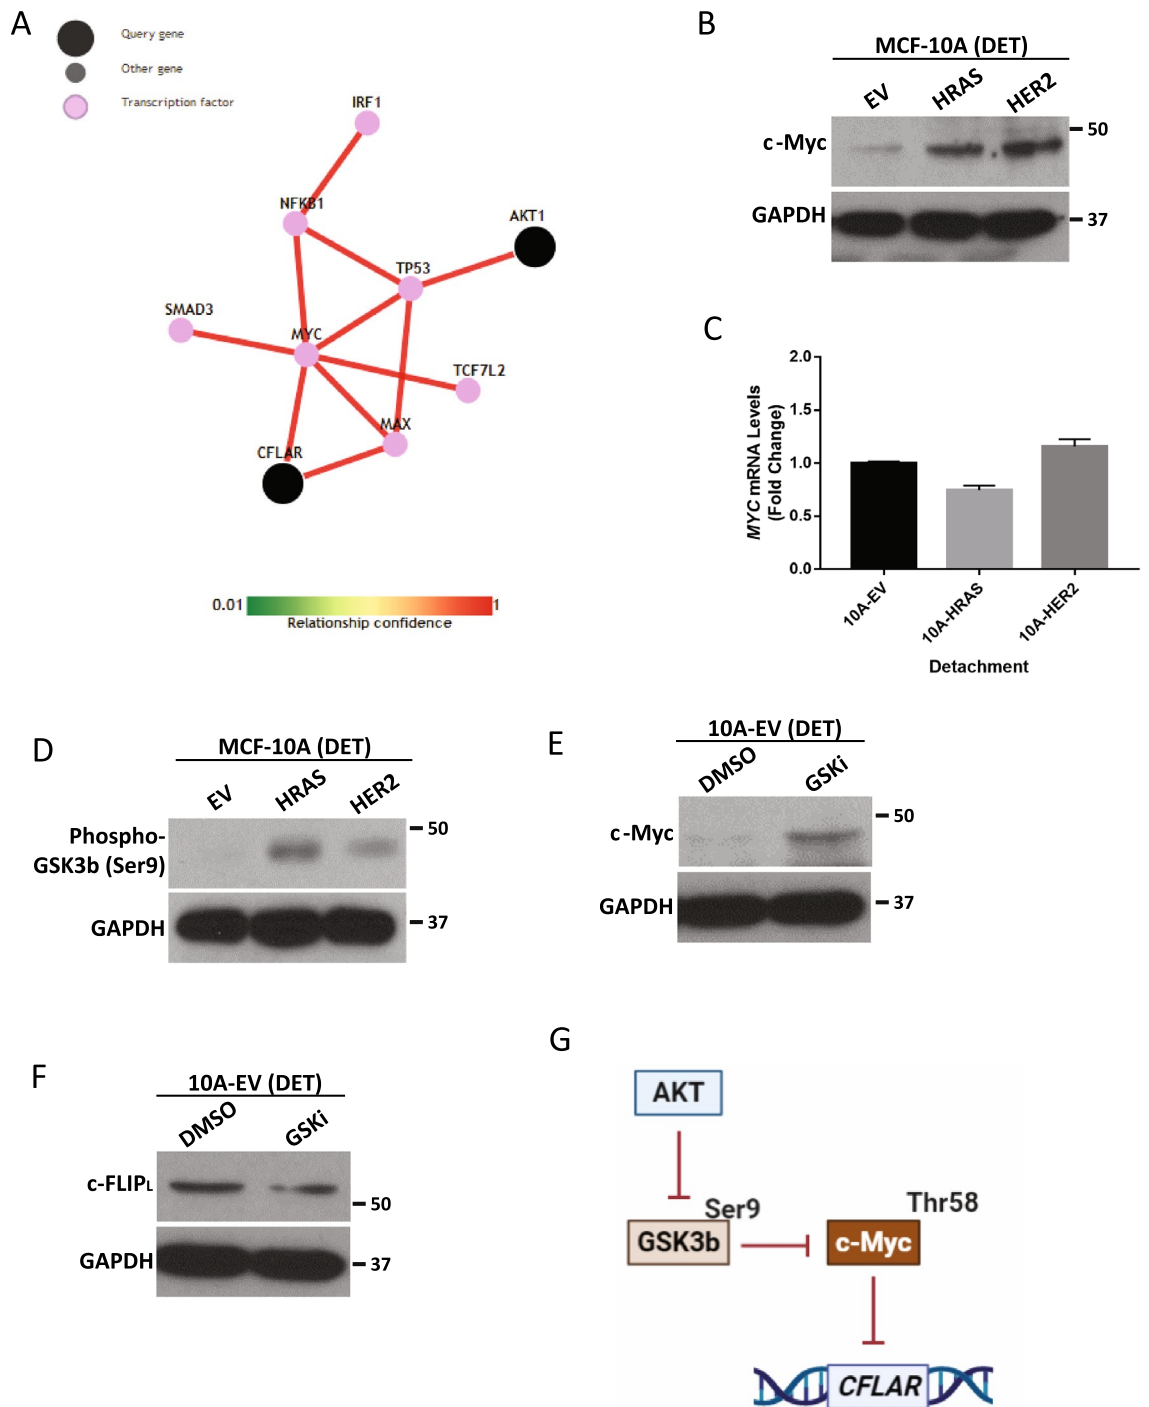 A
Query gene
Other gene
Transcription factor
IRF1
NFKB1
AKT1
TP53
SMAD3
MYC
TCF7L2
MAX
CFLAR
0.01
1
Relationship confidence
B
MCF-10A (DET)
EV
HRAS
HER2
c-Myc
50
GAPDH
37
C
2.0
1.5
1.0
0.5
0.0
MYC mRNA Levels
(Fold Change)
10A-EV
10A-HRAS
10A-HER2
Detachment
D
MCF-10A (DET)
EV
HRAS
HER2
Phospho-
GSK3b (Ser9)
50
GAPDH
37
E
10A-EV (DET)
DMSO
GSKi
c-Myc
50
GAPDH
37
F
10A-EV (DET)
DMSO
GSKi
c-FLIPL
50
GAPDH
37
G
AKT
Ser9
Thr58
GSK3b
c-Myc
CFLAR